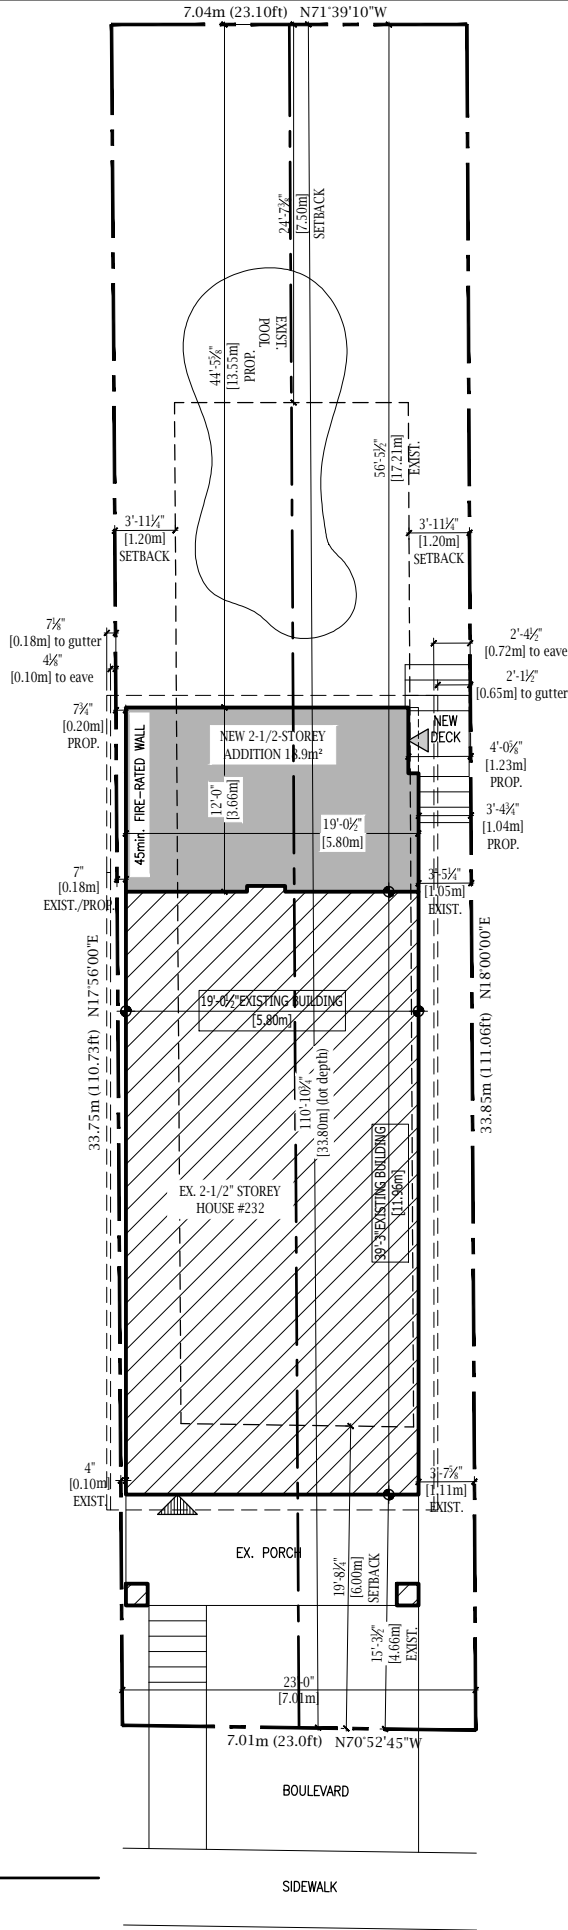 7.04m (23.10ft) N71°39'10"W
24'-7¾"
[7.50m]
SETBACK
EXIST.
POOL
44'-5⅝"
[13.55m]
PROP.
56'-5½"
[17.21m]
EXIST.
3'-11¼"
[1.20m]
SETBACK
3'-11¼"
[1.20m]
SETBACK
7⅛"
[0.18m] to gutter
4⅛"
[0.10m] to eave
2'-4½"
[0.72m] to eave
2'-1½"
[0.65m] to gutter
7¾"
[0.20m]
PROP.
45min. FIRE-RATED WALL
NEW 2-1/2-STOREY
ADDITION 18.9m²
NEW
DECK
4'-0⅝"
[1.23m]
PROP.
12'-0"
[3.66m]
19'-0½"
[5.80m]
3'-4¾"
[1.04m]
PROP.
7"
[0.18m]
EXIST./PROP.
3'-5¼"
[1.05m]
EXIST.
33.75m (110.73ft) N17°56'00"E
33.85m (111.06ft) N18°00'00"E
19'-0½"EXISTING BUILDING
[5.80m]
110'-10¾"
[33.80m] (lot depth)
39'-3"EXISTING BUILDING
[11.96m]
EX. 2-1/2" STOREY
HOUSE #232
4"
[0.10m]
EXIST.
3'-7⅝"
[1.11m]
EXIST.
EX. PORCH
19'-8¼"
[6.00m]
SETBACK
15'-3½"
[4.66m]
EXIST.
23'-0"
[7.01m]
7.01m (23.0ft) N70°52'45"W
BOULEVARD
SIDEWALK